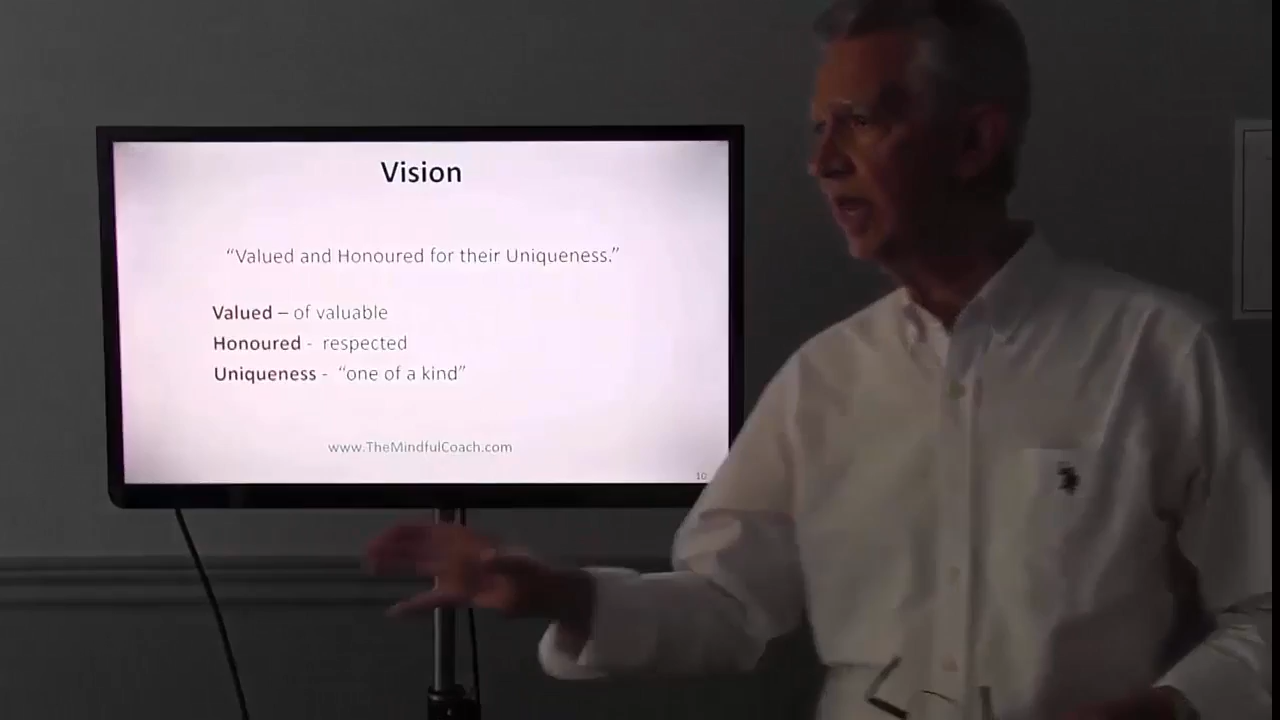 Vision
“Valued and Honoured for their Uniqueness.”
Valued – of valuable
Honoured - respected
Uniqueness - “one of a kind”
www.TheMindfulCoach.com
10